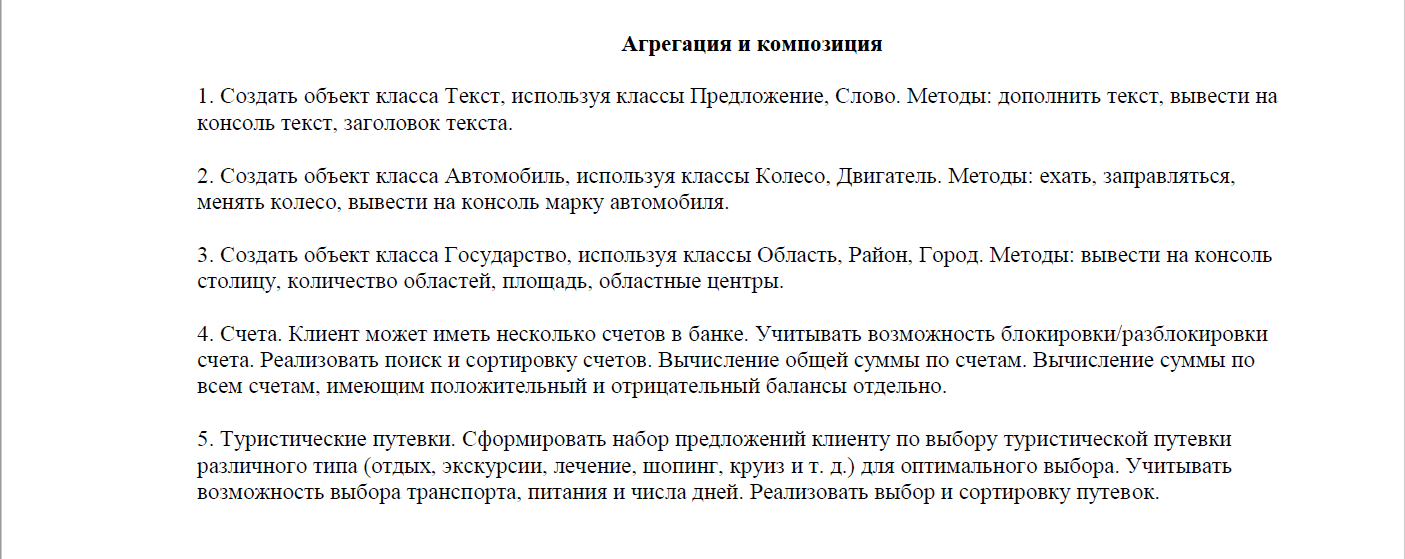 Агрегация и композиция
1. Создать объект класса Текст, используя классы Предложение, Слово. Методы: дополнить текст, вывести на
консоль текст, заголовок текста.
2. Создать объект класса Автомобиль, используя классы Колесо, Двигатель. Методы: ехать, заправляться,
менять колесо, вывести на консоль марку автомобиля.
3. Создать объект класса Государство, используя классы Область, Район, Город. Методы: вывести на консоль
столицу, количество областей, площадь, областные центры.
4. Счета. Клиент может иметь несколько счетов в банке. Учитывать возможность блокировки/разблокировки
счета. Реализовать поиск и сортировку счетов. Вычисление общей суммы по счетам. Вычисление суммы по
всем счетам, имеющим положительный и отрицательный балансы отдельно.
5. Туристические путевки. Сформировать набор предложений клиенту по выбору туристической путевки
различного типа (отдых, экскурсии, лечение, шопинг, круиз и т. д.) для оптимального выбора. Учитывать
возможность выбора транспорта, питания и числа дней. Реализовать выбор и сортировку путевок.